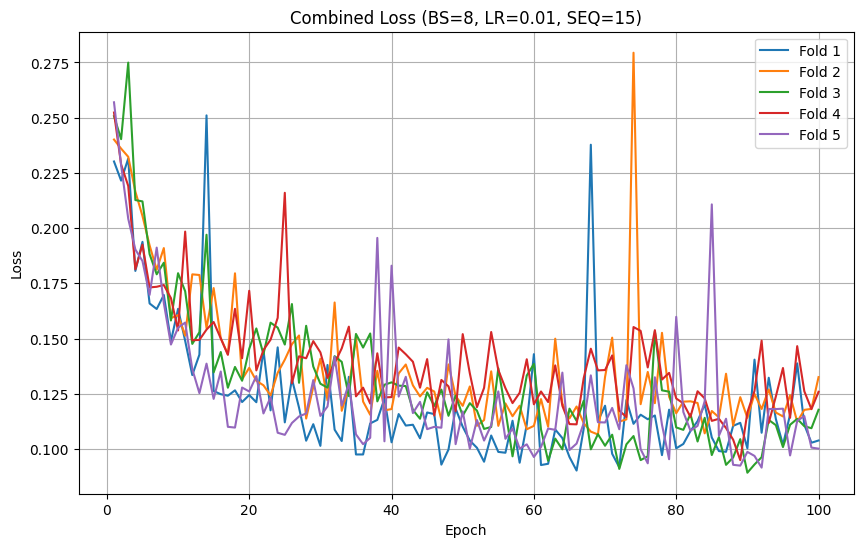 Combined Loss (BS=8, LR=0.01, SEQ=15)
Fold 1
Fold 2
Fold 3
Fold 4
Fold 5
0.275
0.250
0.225
0.200
0.175
0.150
0.125
0.100
Loss
0 20 40 60 80 100
Epoch